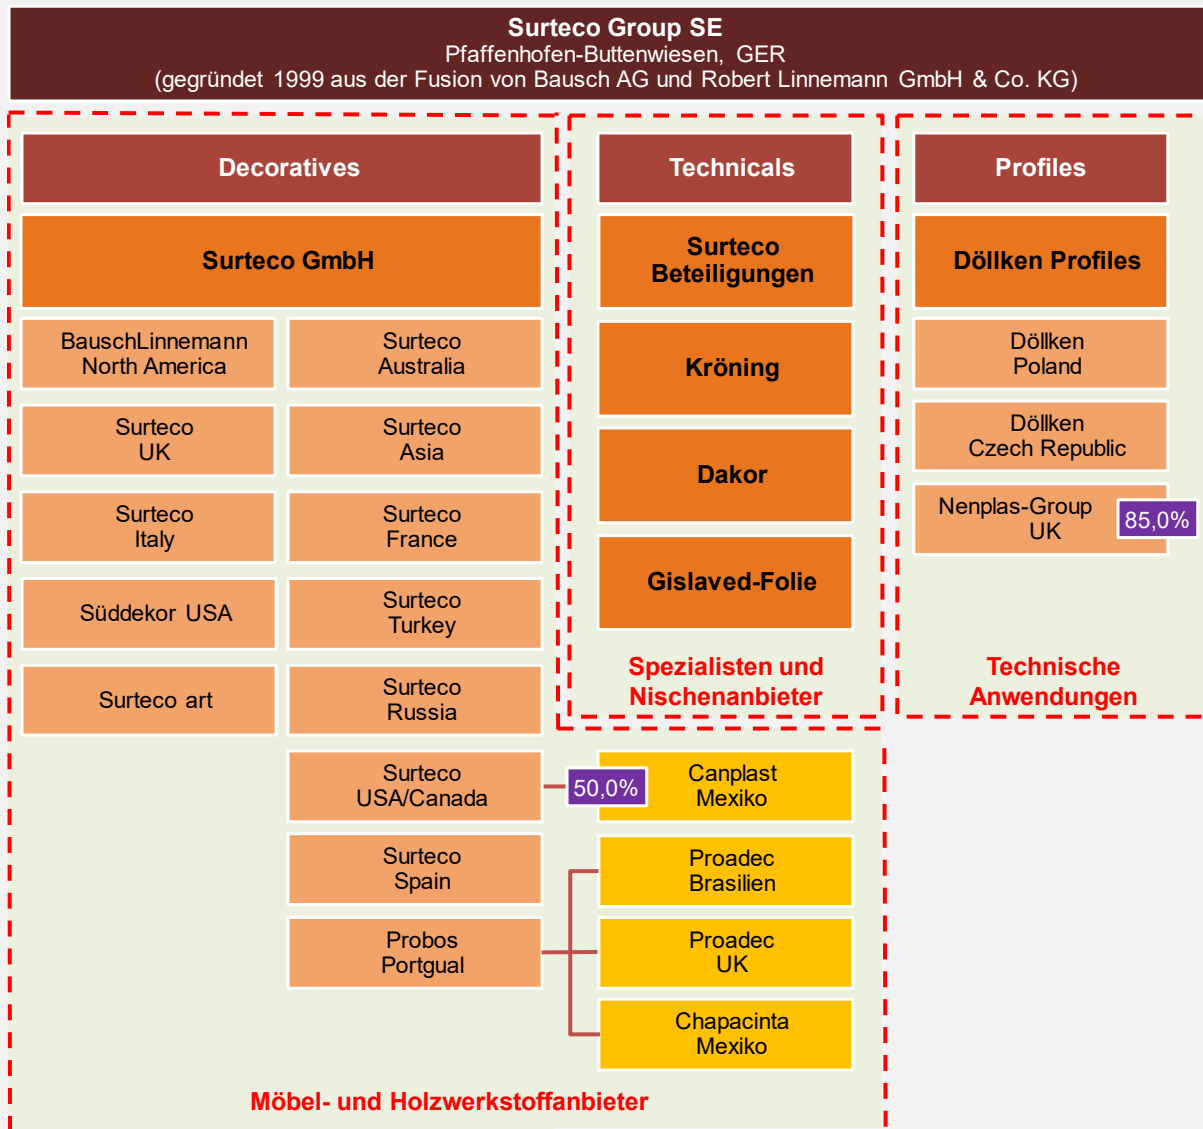 Surteco Group SE
Pfaffenhofen-Buttenwiesen, GER
(gegründet 1999 aus der Fusion von Bausch AG und Robert Linnemann GmbH & Co. KG)
Decoratives
Surteco GmbH
BauschLinnemann
North America
Surteco
Australia
Surteco
UK
Surteco
Asia
Surteco
Italy
Surteco
France
Süddekor USA
Surteco
Turkey
Surteco art
Surteco
Russia
Surteco
USA/Canada
50,0%
Canplast
Mexiko
Surteco
Spain
Proadec
Brasilien
Probos
Portgual
Proadec
UK
Chapacinta
Mexiko
Möbel- und Holzwerkstoffanbieter
Technicals
Surteco
Beteiligungen
Kröning
Dakor
Gislaved-Folie
Spezialisten und
Nischenanbieter
Profiles
Döllken Profiles
Döllken
Poland
Döllken
Czech Republic
Nenplas-Group
UK
85,0%
Technische
Anwendungen